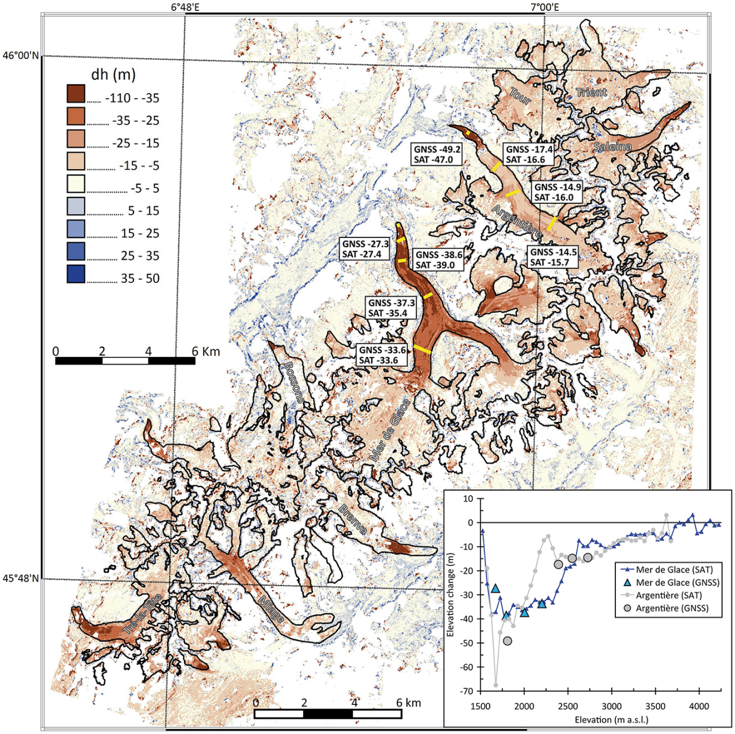 6°48'E
7°00'E
46°00'N
dh (m)
-110 - -35
-35 - -25
-25 - -15
-15 - -5
-5 - 5
5 - 15
15 - 25
25 - 35
35 - 50
Tour
Trient
Saleina
GNSS -49.2
SAT -47.0
GNSS -17.4
SAT -16.6
GNSS -14.9
SAT -16.0
GNSS -14.5
SAT -15.7
GNSS -27.3
SAT -27.4
GNSS -38.6
SAT -39.0
GNSS -37.3
SAT -35.4
GNSS -33.6
SAT -33.6
0 2 4 6 Km
Mer de Glace
45°48'N
0 2 4 6 km
10
0
-10
-20
-30
-40
-50
-60
-70
Elevation change (m)
Mer de Glace (SAT)
Mer de Glace (GNSS)
Argentière (SAT)
Argentière (GNSS)
1500 2000 2500 3000 3500 4000
Elevation (m a.s.l.)